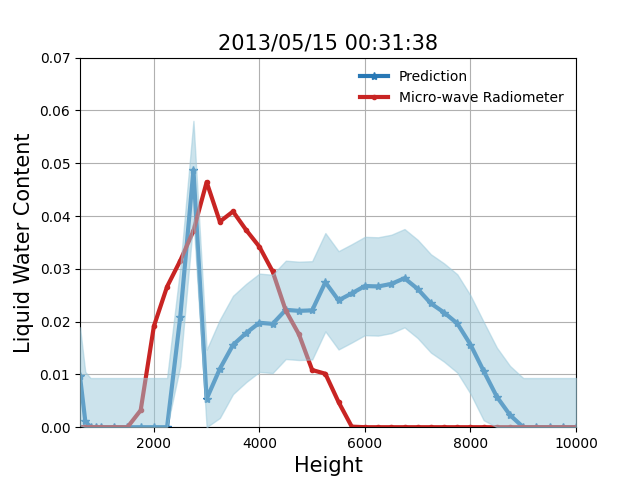 2013/05/15 00:31:38
Prediction
Micro-wave Radiometer
0.07
0.06
0.05
0.04
0.03
0.02
0.01
0.00
Liquid Water Content
2000 4000 6000 8000 10000
Height